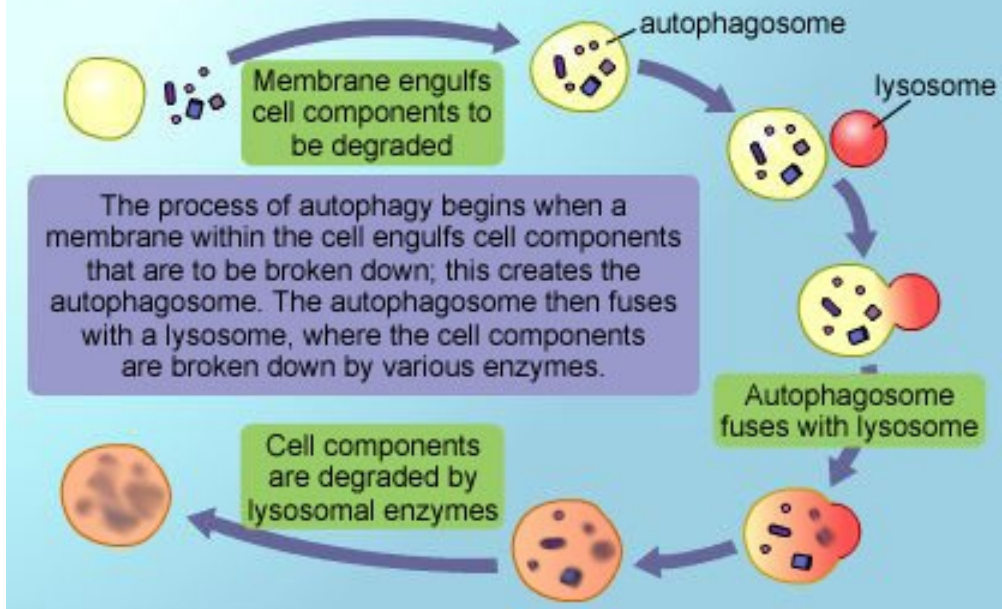 autophagosome
Membrane engulfs
cell components to
be degraded
lysosome
The process of autophagy begins when a
membrane within the cell engulfs cell components
that are to be broken down; this creates the
autophagosome. The autophagosome then fuses
with a lysosome, where the cell components
are broken down by various enzymes.
Autophagosome
fuses with lysosome
Cell components
are degraded by
lysosomal enzymes